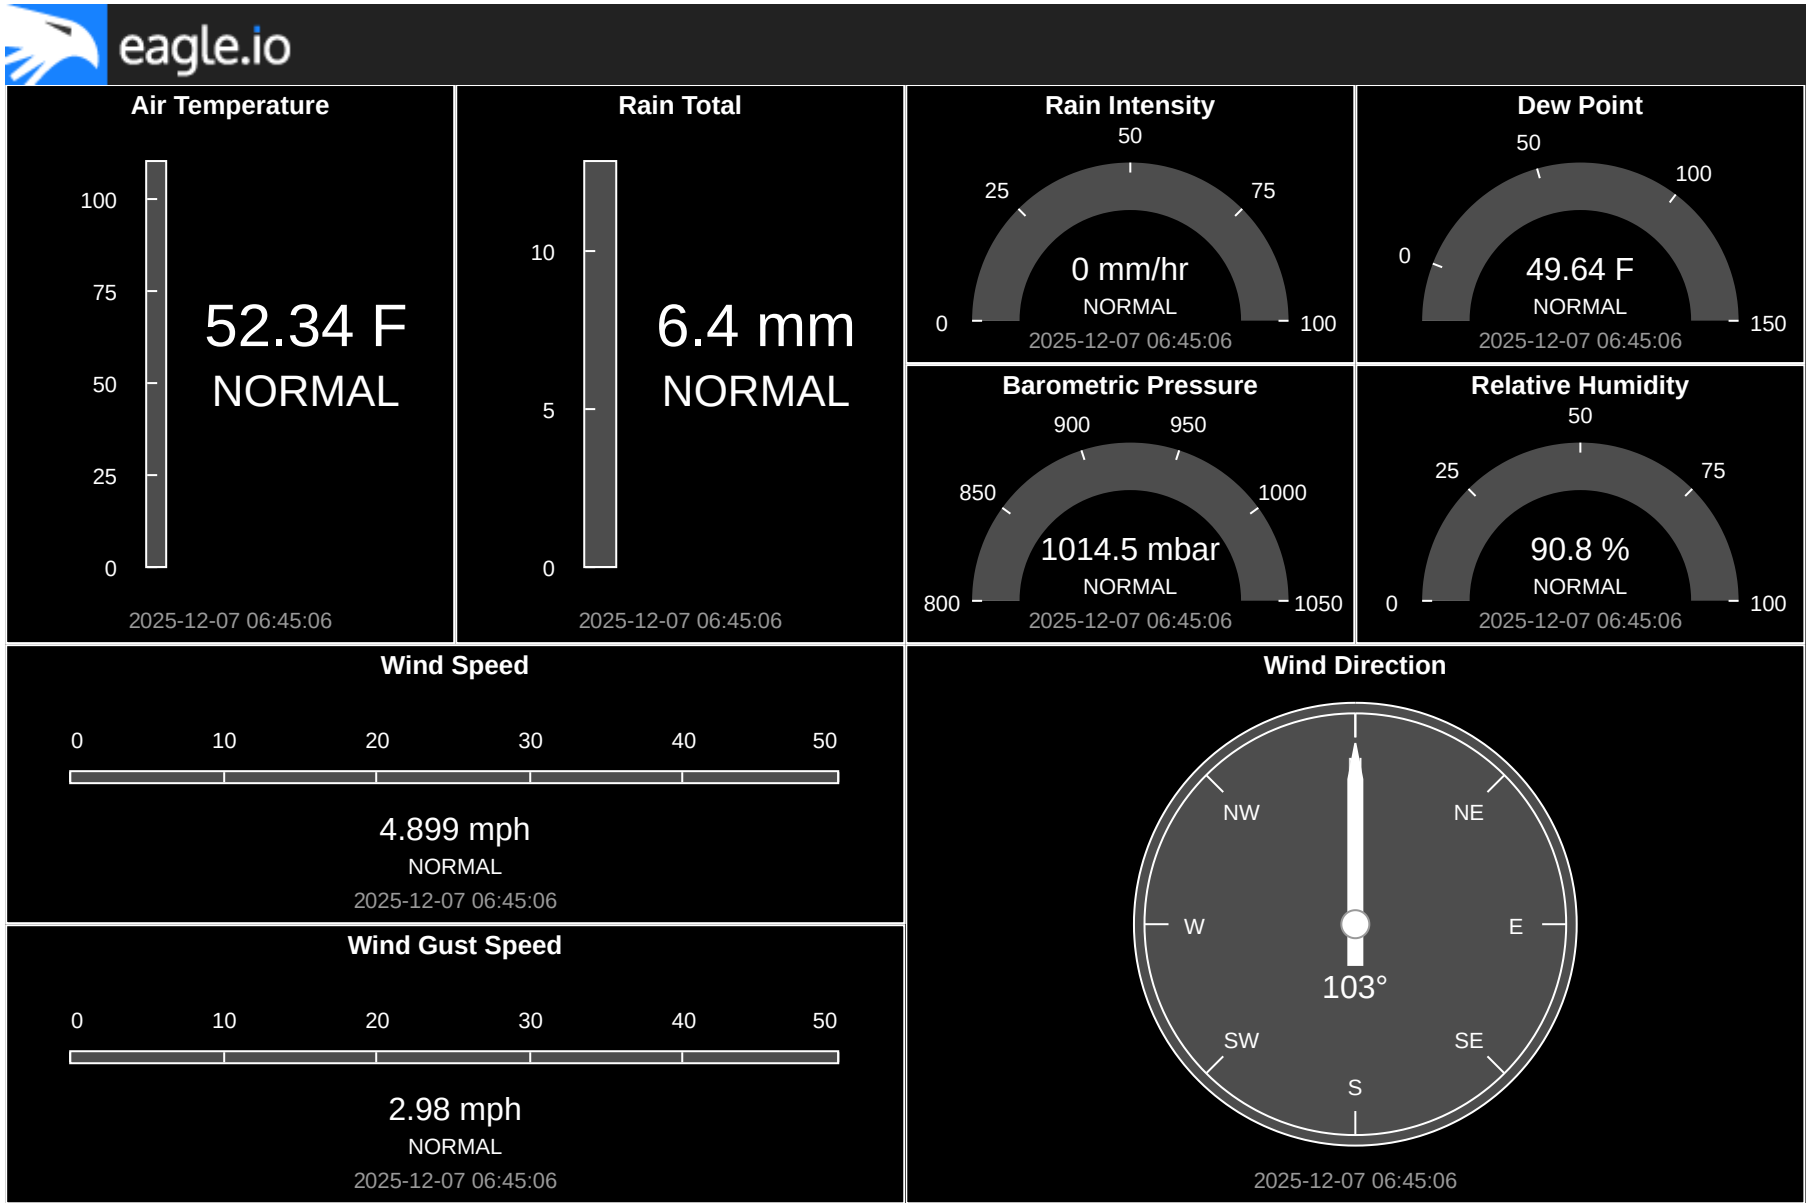 eagle.io
Air Temperature
100
75
50
25
0
52.34 F
NORMAL
2025-12-07 06:45:06
Rain Total
10
5
0
6.4 mm
NORMAL
2025-12-07 06:45:06
Rain Intensity
50
25
75
0
100
0 mm/hr
NORMAL
2025-12-07 06:45:06
Dew Point
50
100
0
150
49.64 F
NORMAL
2025-12-07 06:45:06
Barometric Pressure
900
950
850
1000
800
1050
1014.5 mbar
NORMAL
2025-12-07 06:45:06
Relative Humidity
50
25
75
0
100
90.8 %
NORMAL
2025-12-07 06:45:06
Wind Speed
0 10 20 30 40 50
4.899 mph
NORMAL
2025-12-07 06:45:06
Wind Gust Speed
0 10 20 30 40 50
2.98 mph
NORMAL
2025-12-07 06:45:06
Wind Direction
NW NE
W E
103°
SW SE
S
2025-12-07 06:45:06